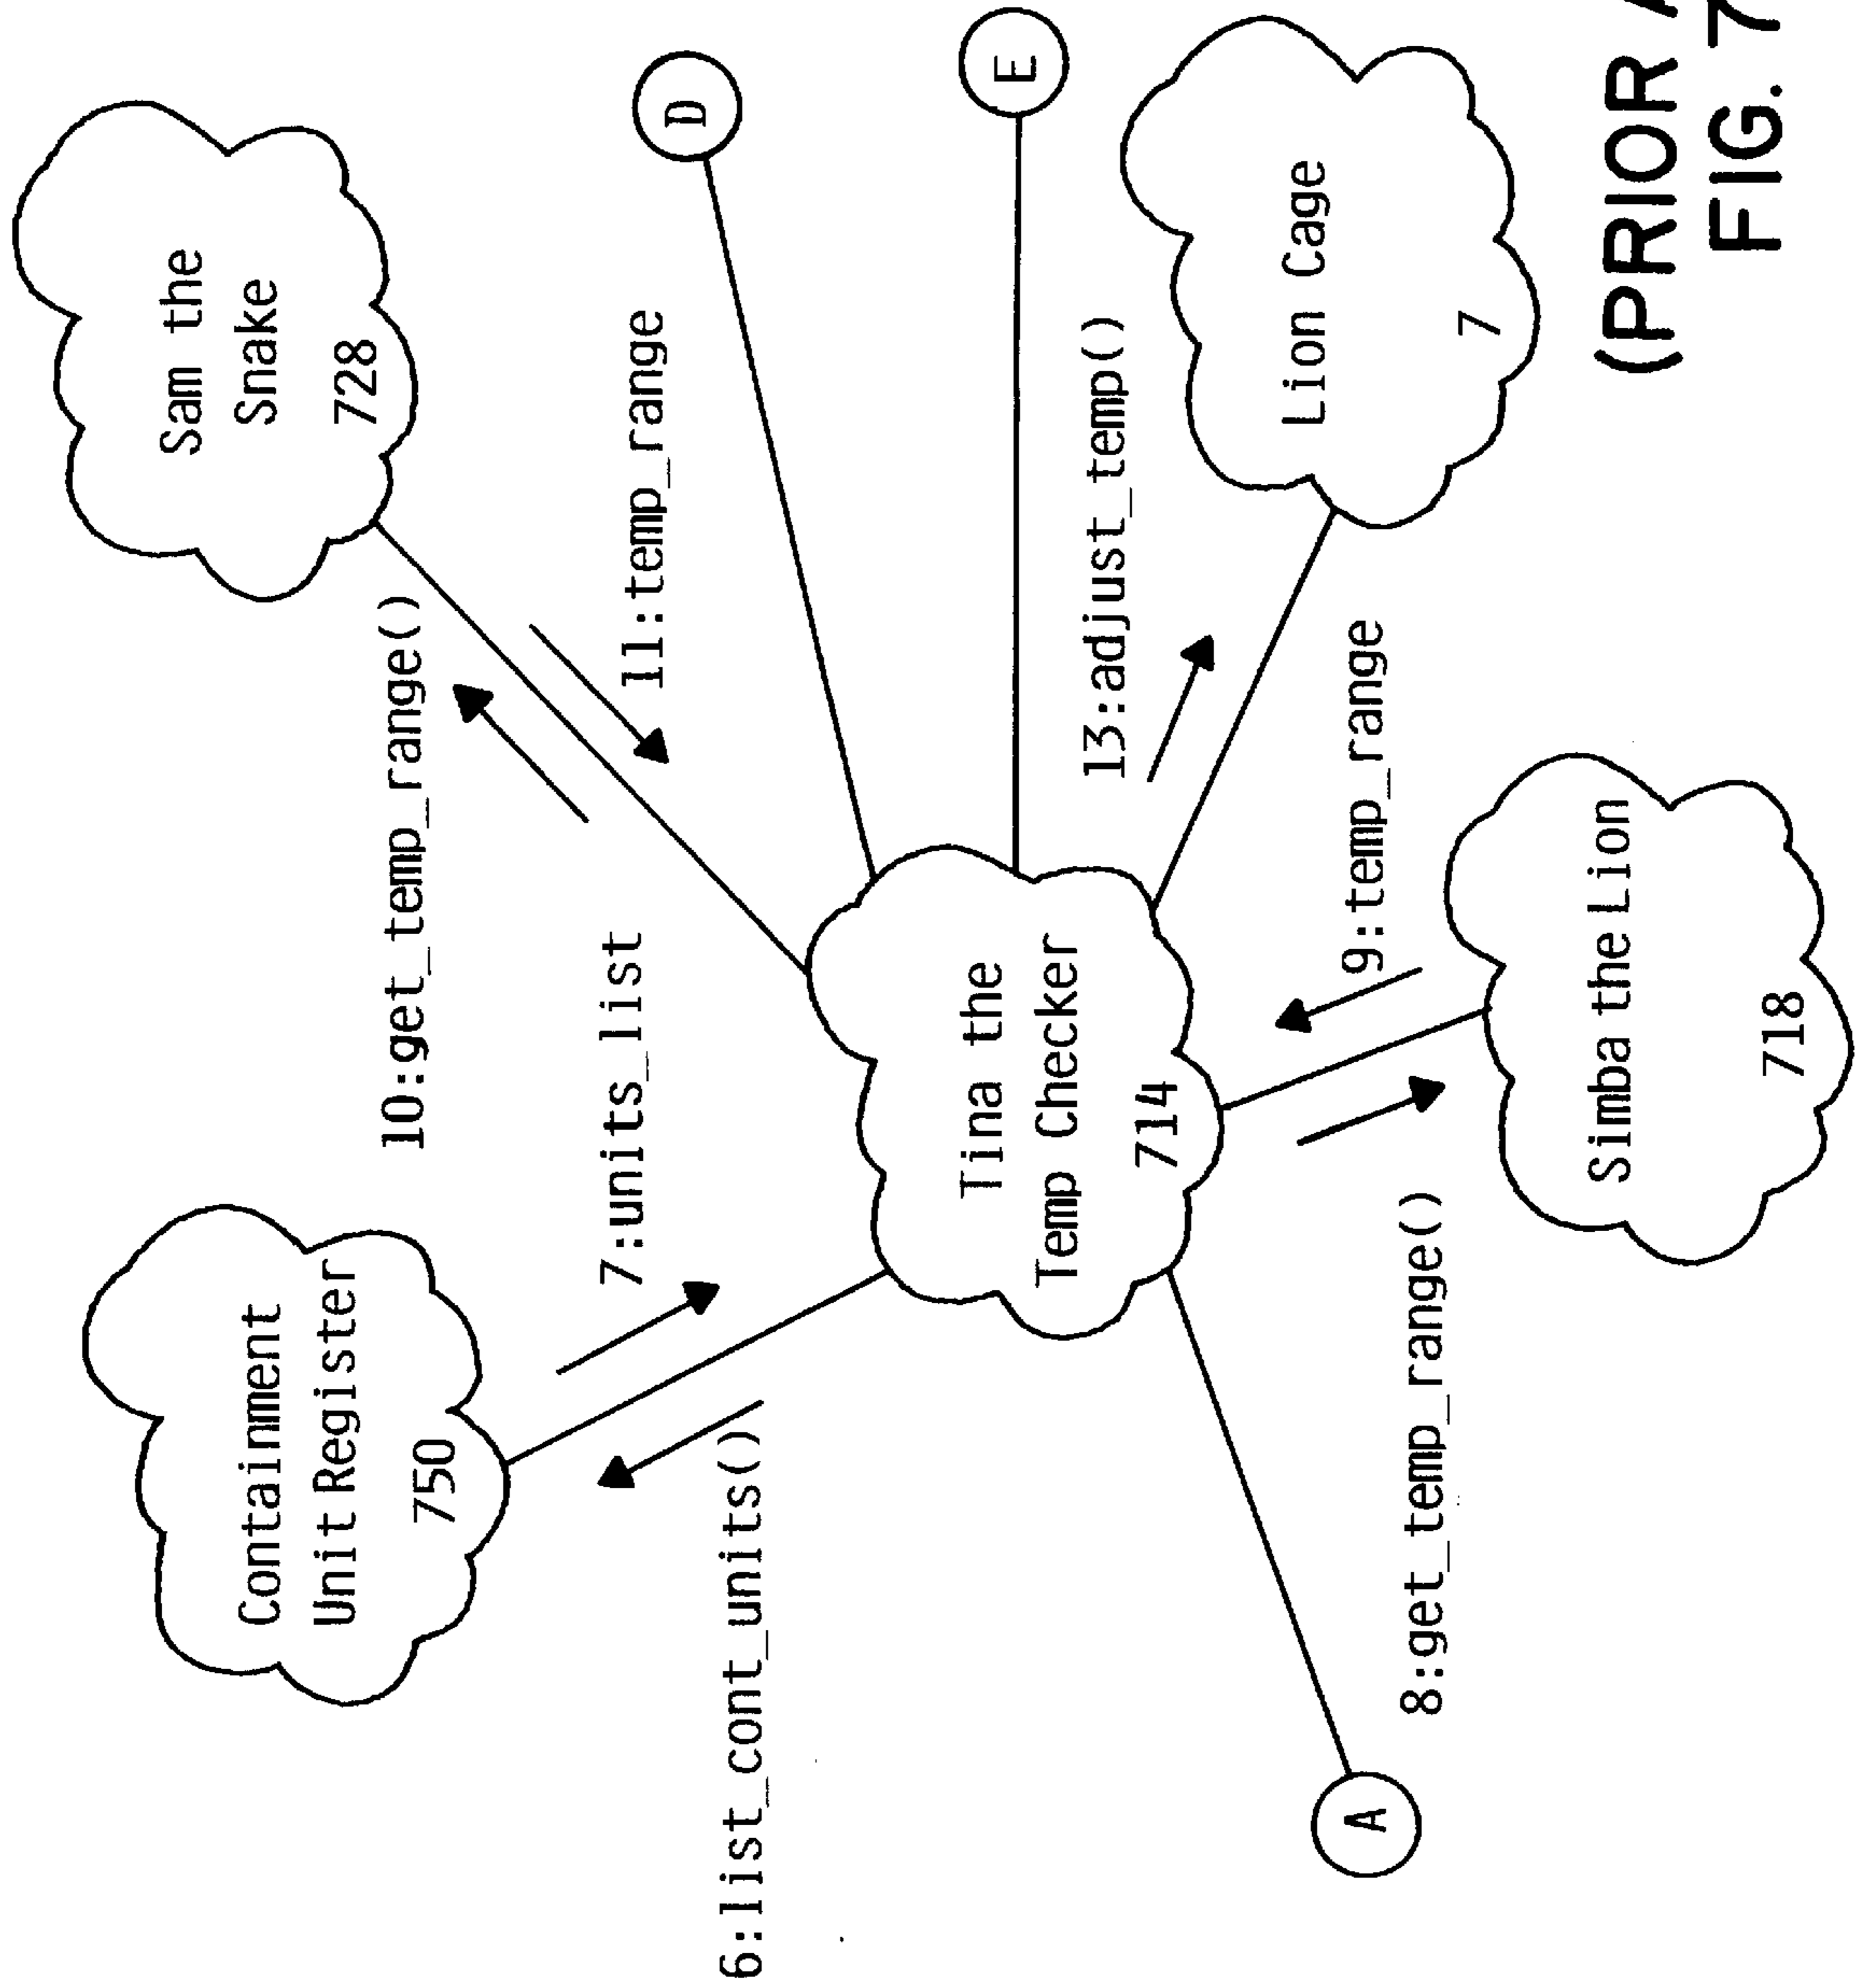 Sam the
Snake
728
Containment
Unit Register
750
10:get_temp_range()
7:units_list
11:temp_range
D
6:list_cont_units()
Tina the
Temp Checker
714
E
13:adjust_temp()
Lion Cage
7
A
8:get_temp_range()
9:temp_range
Simba the Lion
718
(PRIOR
FIG. 7